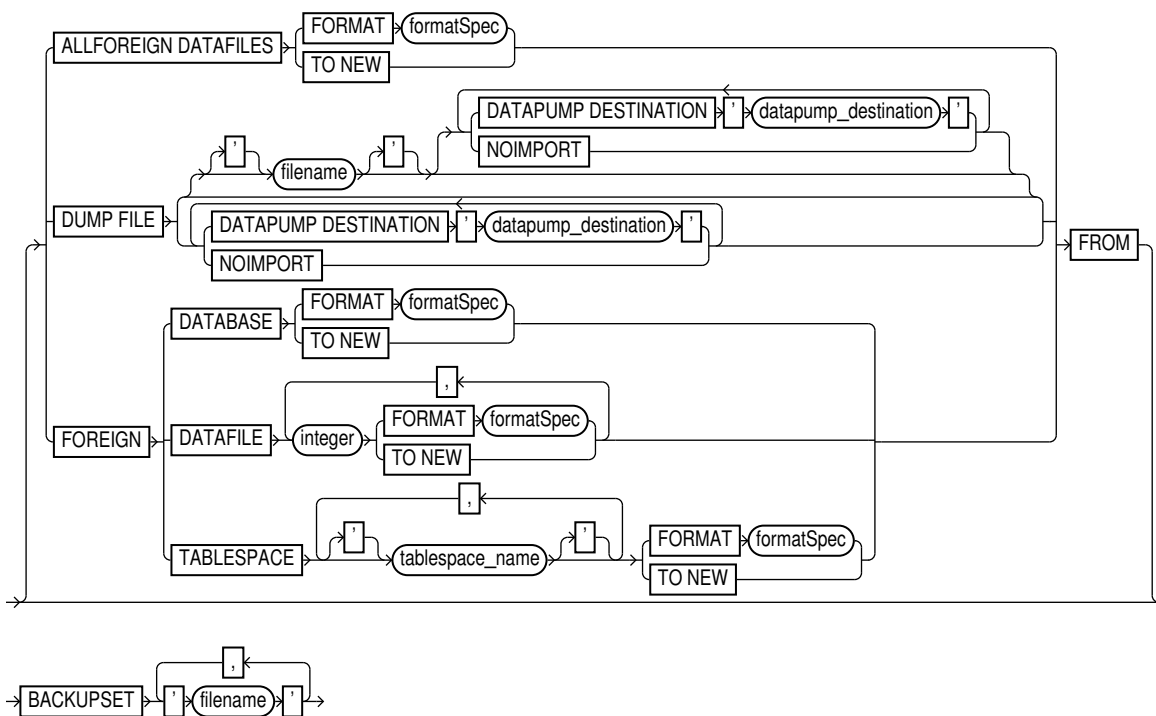 ALLFOREIGN DATAFILES FORMAT formatSpec
TO NEW
DATAPUMP DESTINATION ' datapump_destination '
NOIMPORT
' filename '
DUMP FILE DATAPUMP DESTINATION ' datapump_destination '
NOIMPORT
FROM
DATABASE FORMAT formatSpec
TO NEW
,
FOREIGN DATAFILE integer FORMAT formatSpec
TO NEW
,
TABLESPACE ' tablespace_name ' FORMAT formatSpec
TO NEW
,
BACKUPSET ' filename '